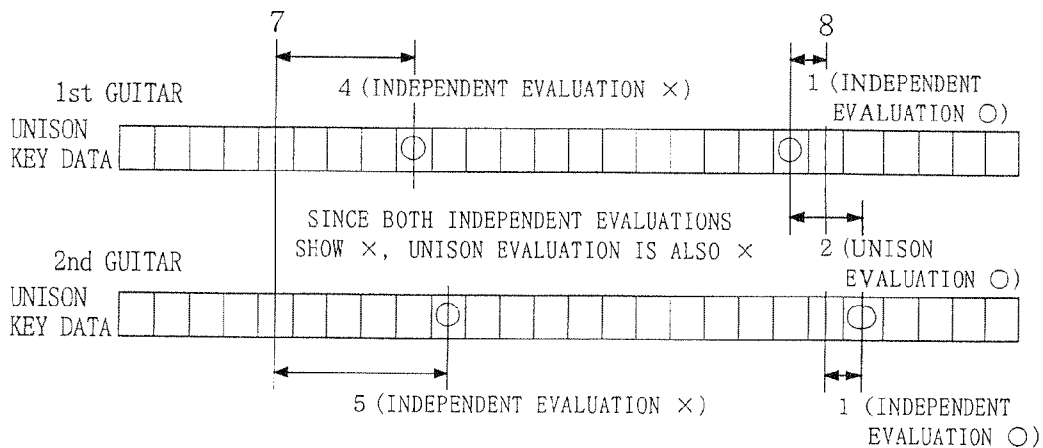 7
8
4 (INDEPENDENT EVALUATION ×)
1 (INDEPENDENT
EVALUATION ○)
1st GUITAR
UNISON
KEY DATA
SINCE BOTH INDEPENDENT EVALUATIONS
SHOW ×, UNISON EVALUATION IS ALSO ×
2 (UNISON
EVALUATION ○)
2nd GUITAR
UNISON
KEY DATA
5 (INDEPENDENT EVALUATION ×)
1 (INDEPENDENT
EVALUATION ○)